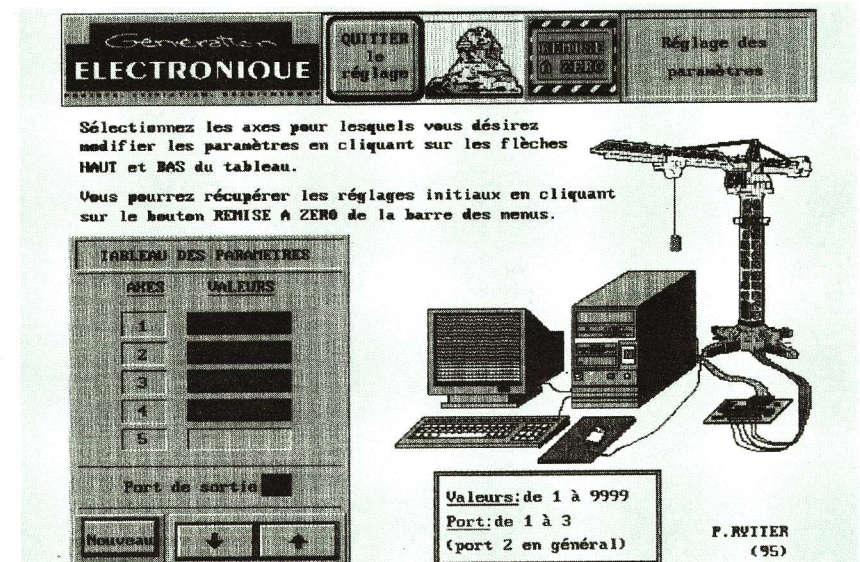 Génération
ELECTRONIQUE
QUITTER
le
réglage
REMISE
A ZERO
Réglage des
paramètres
Sélectionnez les axes pour lesquels vous désirez
modifier les paramètres en cliquant sur les flèches
HAUT et BAS du tableau.
Vous pourrez récupérer les réglages initiaux en cliquant
sur le bouton REMISE A ZERO de la barre des menus.
TABLEAU DES PARAMETRES
AXES VALEURS
1
2
3
4
5
Port de sortie
Nouveau
Valeurs: de 1 à 9999
Port: de 1 à 3
(port 2 en général)
(95)